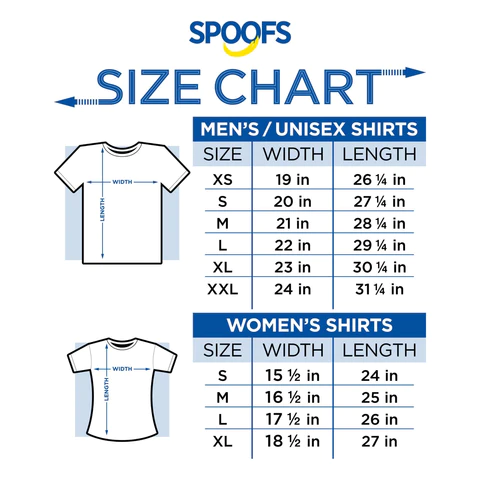 SPOOFS
SIZE CHART
MEN'S / UNISEX SHIRTS
SIZE WIDTH LENGTH
XS 19 in 26 ¼ in
S 20 in 27 ¼ in
M 21 in 28 ¼ in
L 22 in 29 ¼ in
XL 23 in 30 ¼ in
XXL 24 in 31 ¼ in
WIDTH
LENGTH
WOMEN'S SHIRTS
SIZE WIDTH LENGTH
S 15 ½ in 24 in
M 16 ½ in 25 in
L 17 ½ in 26 in
XL 18 ½ in 27 in
WIDTH
LENGTH